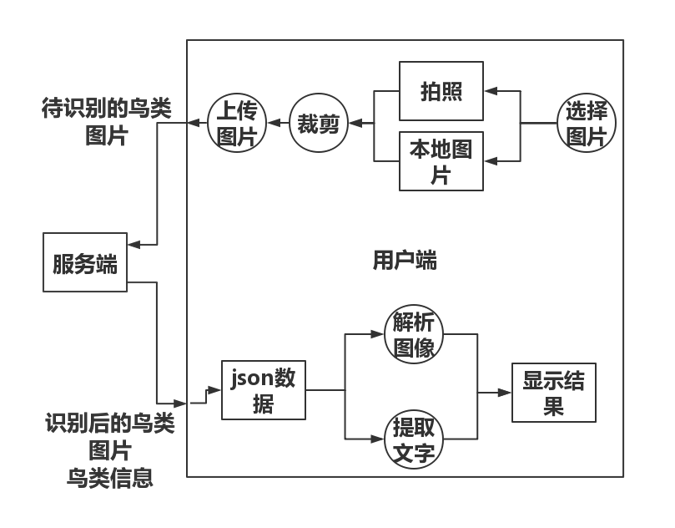 待识别的鸟类
图片
上传
图片
裁剪
拍照
本地图
片
选择
图片
服务端
用户端
解析
图像
json数
据
提取
文字
显示结
果
识别后的鸟类
图片
鸟类信息